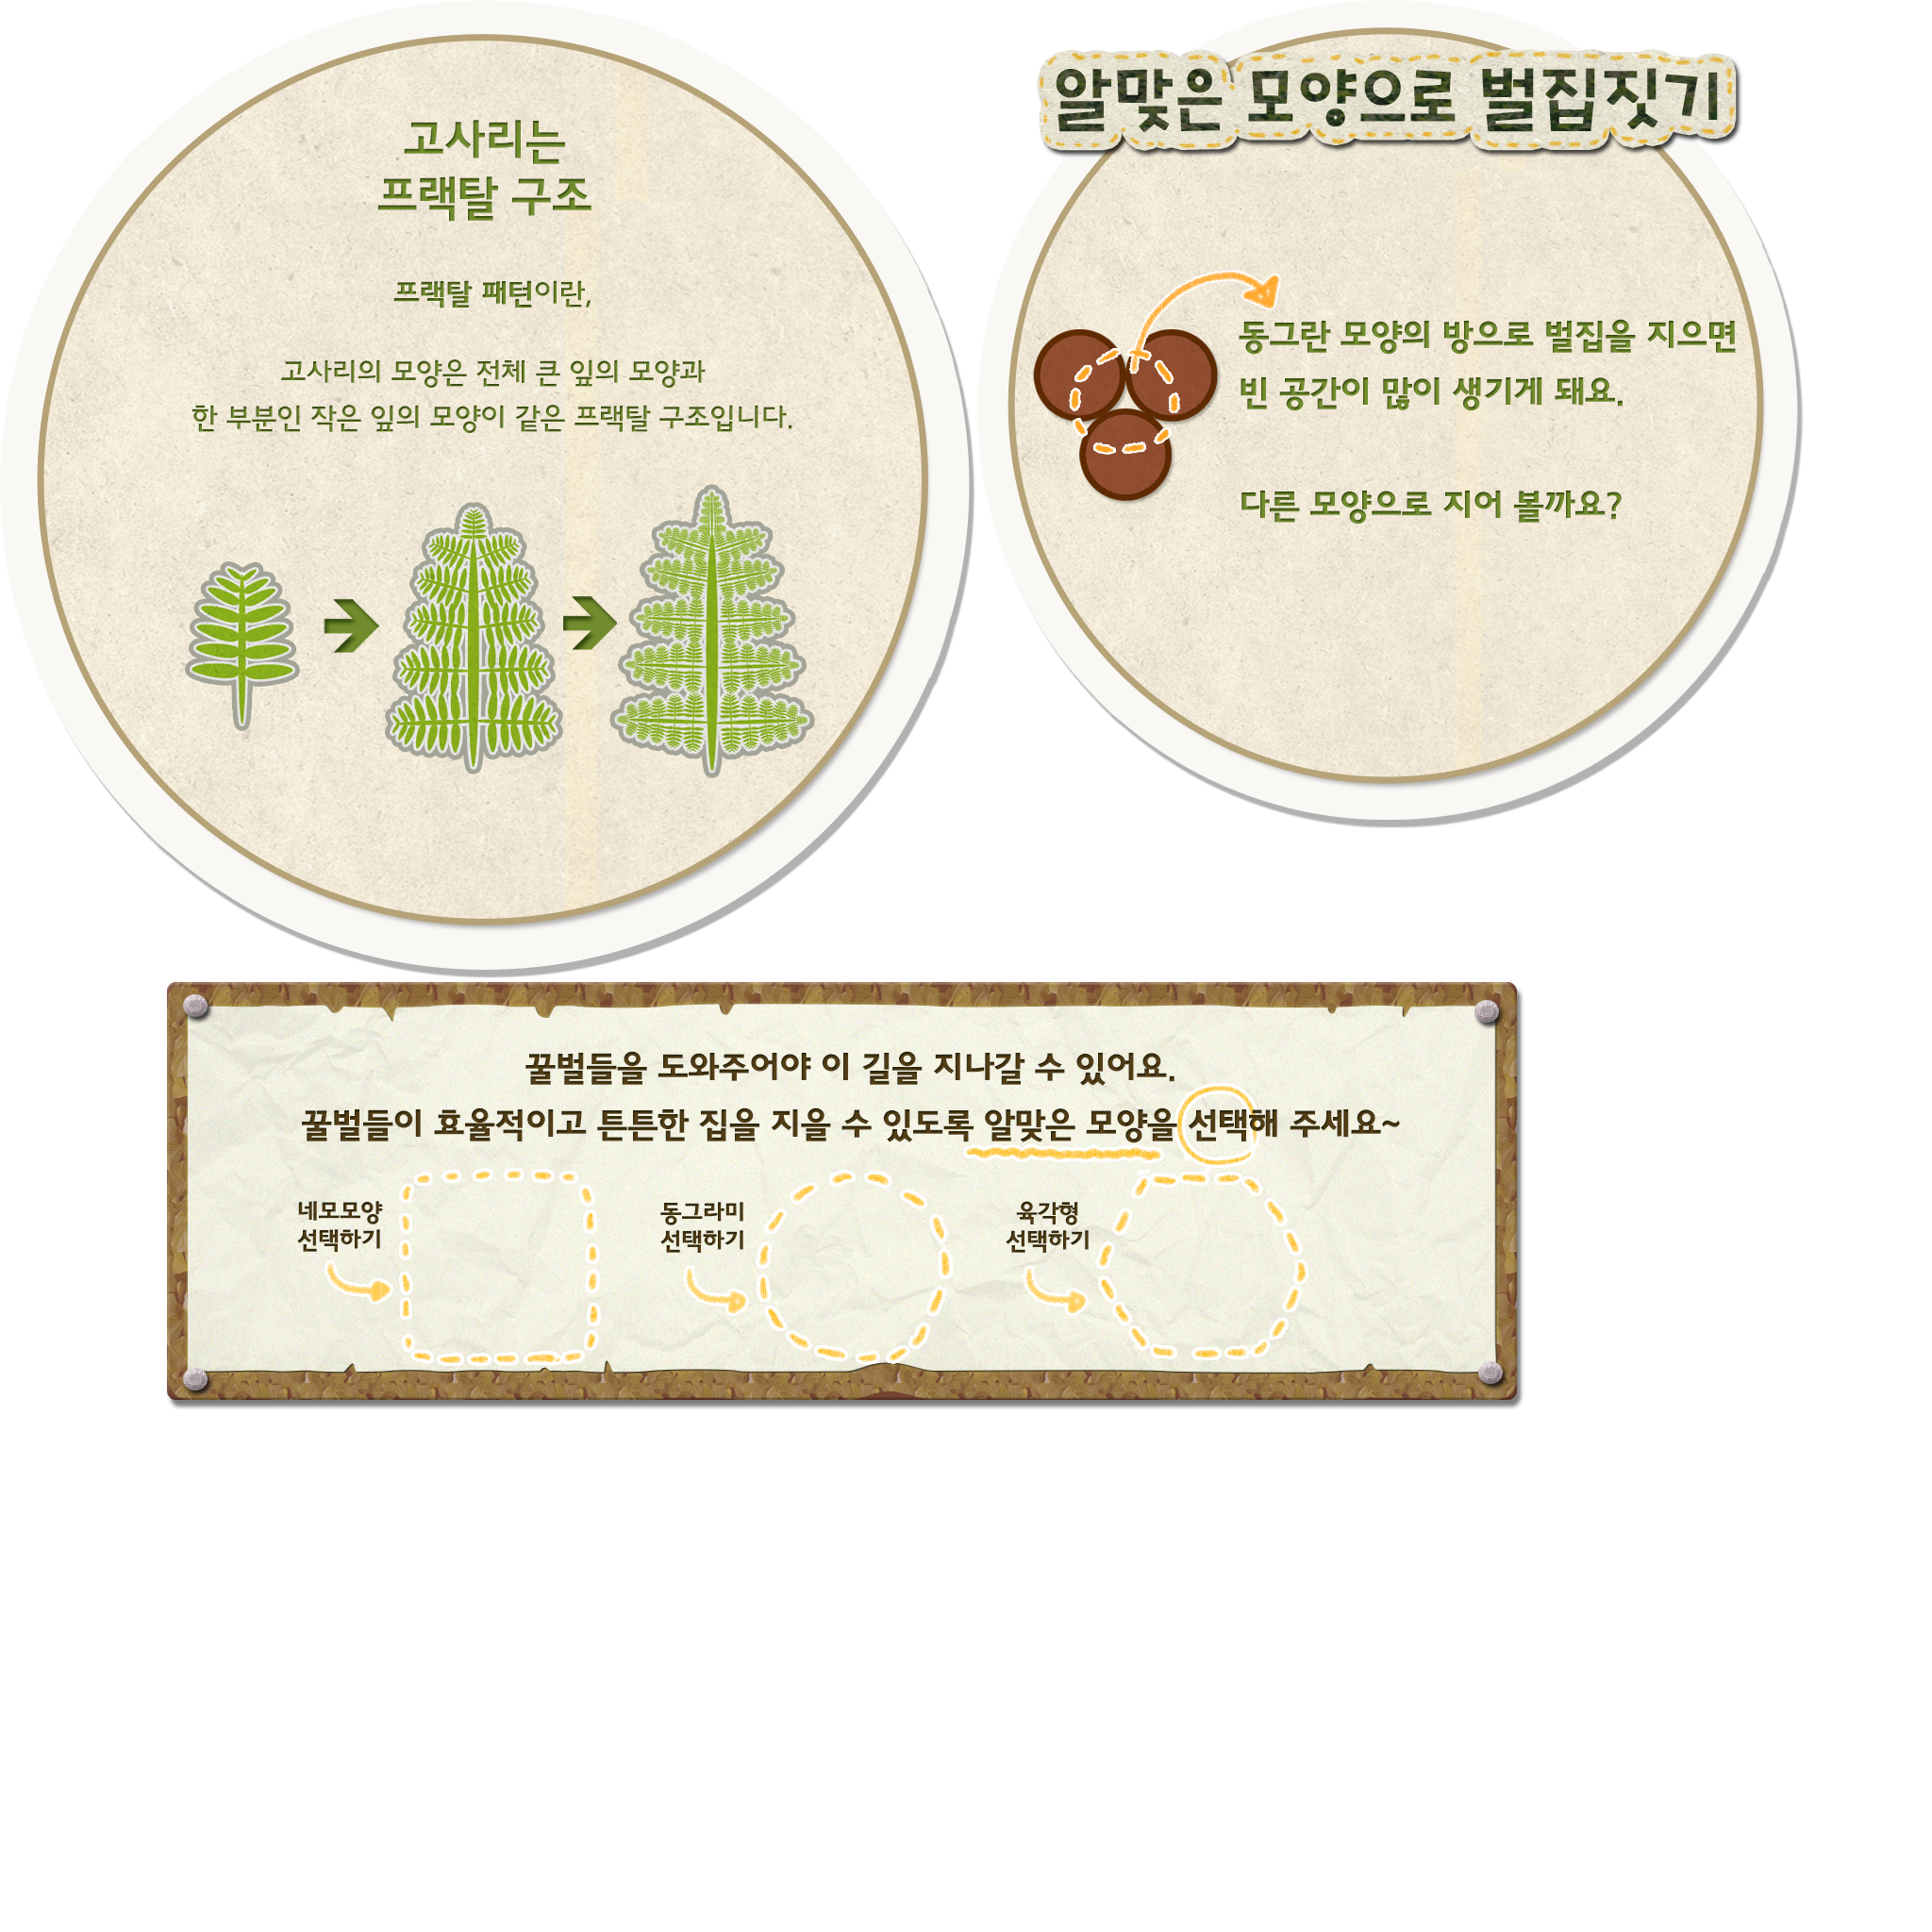 고사리는
프랙탈 구조
프랙탈 패턴이란,
고사리의 모양은 전체 큰 잎의 모양과
한 부분인 작은 잎의 모양이 같은 프랙탈 구조입니다.
알맞은 모양으로 벌집짓기
동그란 모양의 방으로 벌집을 지으면
빈 공간이 많이 생기게 돼요.
다른 모양으로 지어 볼까요?
꿀벌들을 도와주어야 이 길을 지나갈 수 있어요.
꿀벌들이 효율적이고 튼튼한 집을 지을 수 있도록 알맞은 모양을 선택해 주세요~
네모모양
선택하기
동그라미
선택하기
육각형
선택하기